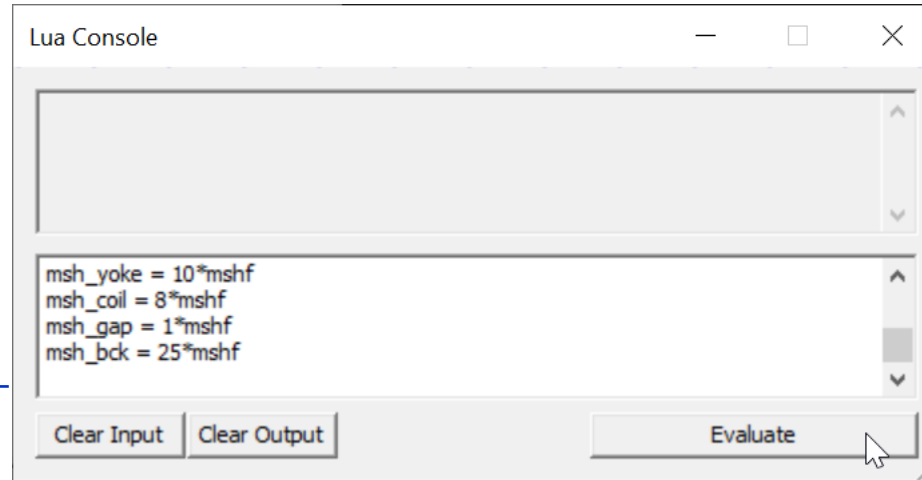 Lua Console
msh_yoke = 10*mshf
msh_coil = 8*mshf
msh_gap = 1*mshf
msh_bck = 25*mshf
Clear Input Clear Output Evaluate